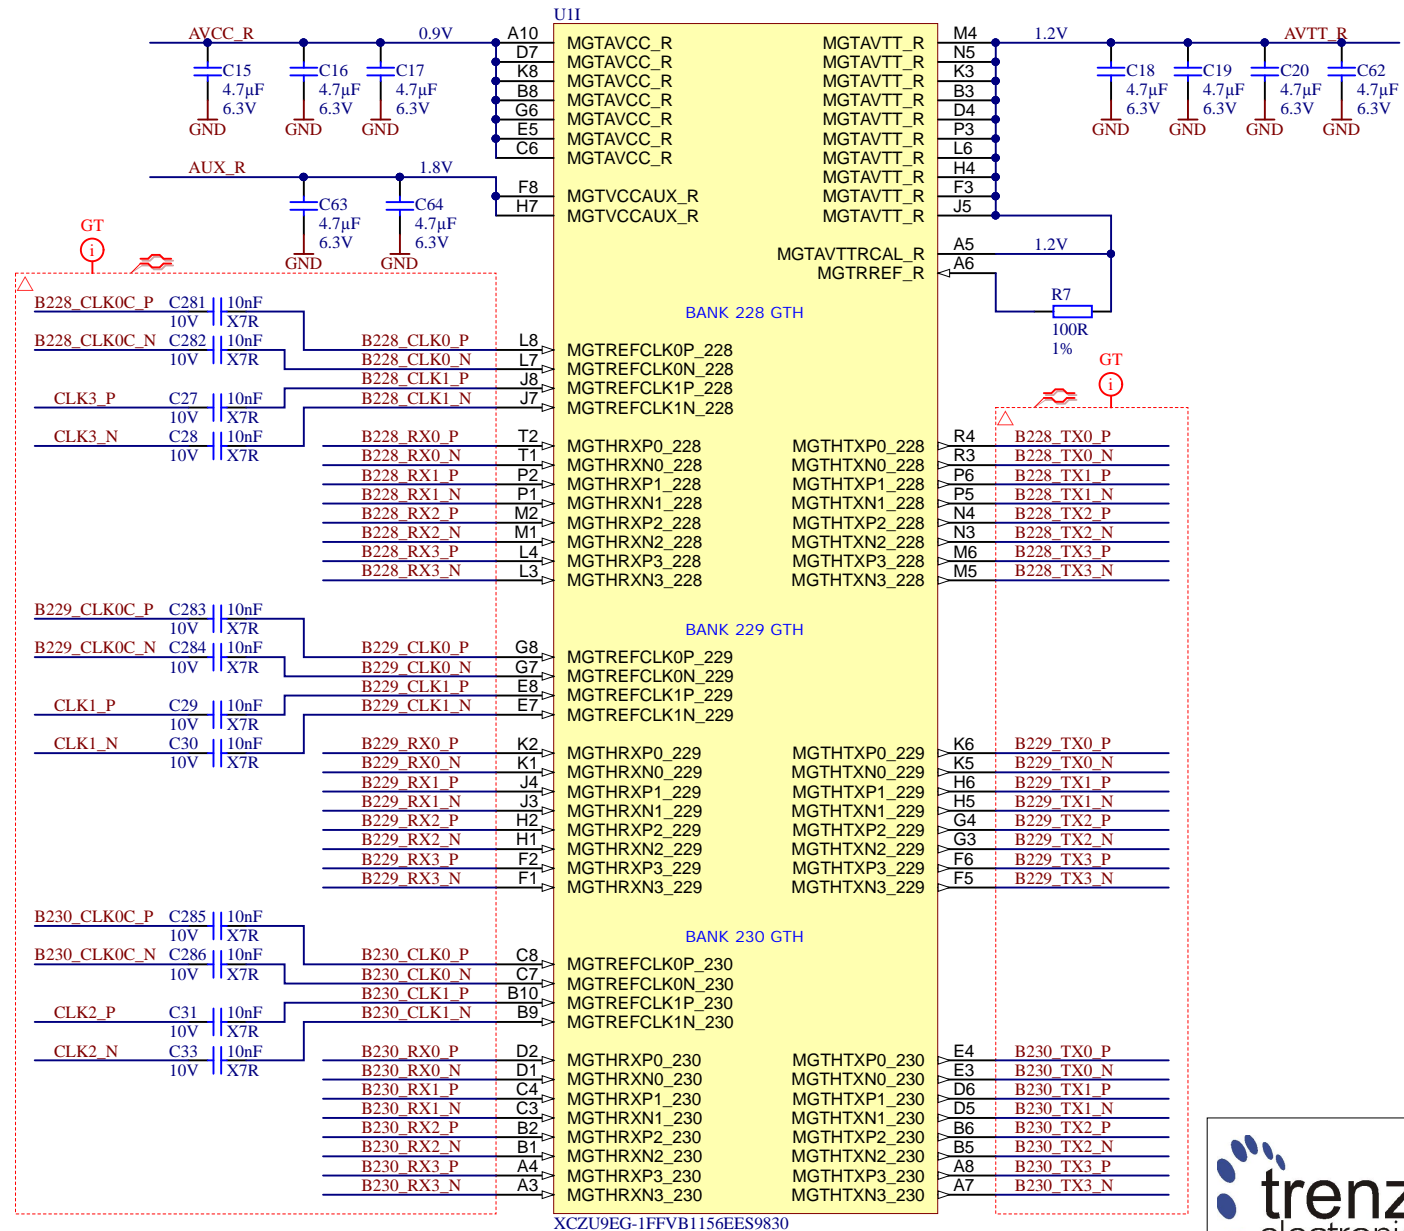 U1I
AVCC_R 0.9V A10 MGTAVCC_R MGTAVTT_R M4 1.2V AVTT_R
D7 MGTAVCC_R MGTAVTT_R N5
C15 C16 C17 K8 MGTAVCC_R MGTAVTT_R K3 C18 C19 C20 C62
4.7µF 4.7µF 4.7µF B8 MGTAVCC_R MGTAVTT_R B3 4.7µF 4.7µF 4.7µF 4.7µF
6.3V 6.3V 6.3V G6 MGTAVCC_R MGTAVTT_R D4 6.3V 6.3V 6.3V 6.3V
GND GND GND E5 MGTAVCC_R MGTAVTT_R P3 GND GND GND GND
C6 MGTAVCC_R MGTAVTT_R L6
AUX_R 1.8V MGTAVTT_R H4
C63 C64 F8 MGTVCCAUX_R MGTAVTT_R F3
4.7µF 4.7µF H7 MGTVCCAUX_R MGTAVTT_R J5
6.3V 6.3V
GND GND MGTAVTTRCAL_R A5 1.2V
MGTRREF_R A6
GT
i
R7
100R
1%
BANK 228 GTH
B228_CLK0C_P C281 10nF
10V X7R
B228_CLK0C_N C282 10nF B228_CLK0_P L8 MGTREFCLK0P_228
10V X7R B228_CLK0_N L7 MGTREFCLK0N_228
B228_CLK1_P J8 MGTREFCLK1P_228
CLK3_P C27 10nF B228_CLK1_N J7 MGTREFCLK1N_228
10V X7R
GT
i
CLK3_N C28 10nF
10V X7R
B228_RX0_P T2 MGTHRXP0_228 MGTHTXP0_228 R4 B228_TX0_P
B228_RX0_N T1 MGTHRXN0_228 MGTHTXN0_228 R3 B228_TX0_N
B228_RX1_P P2 MGTHRXP1_228 MGTHTXP1_228 P6 B228_TX1_P
B228_RX1_N P1 MGTHRXN1_228 MGTHTXN1_228 P5 B228_TX1_N
B228_RX2_P M2 MGTHRXP2_228 MGTHTXP2_228 N4 B228_TX2_P
B228_RX2_N M1 MGTHRXN2_228 MGTHTXN2_228 N3 B228_TX2_N
B228_RX3_P L4 MGTHRXP3_228 MGTHTXP3_228 M6 B228_TX3_P
B228_RX3_N L3 MGTHRXN3_228 MGTHTXN3_228 M5 B228_TX3_N
BANK 229 GTH
B229_CLK0C_P C283 10nF
10V X7R
B229_CLK0C_N C284 10nF B229_CLK0_P G8 MGTREFCLK0P_229
10V X7R B229_CLK0_N G7 MGTREFCLK0N_229
B229_CLK1_P E8 MGTREFCLK1P_229
CLK1_P C29 10nF B229_CLK1_N E7 MGTREFCLK1N_229
10V X7R
CLK1_N C30 10nF
10V X7R
B229_RX0_P K2 MGTHRXP0_229 MGTHTXP0_229 K6 B229_TX0_P
B229_RX0_N K1 MGTHRXN0_229 MGTHTXN0_229 K5 B229_TX0_N
B229_RX1_P J4 MGTHRXP1_229 MGTHTXP1_229 H6 B229_TX1_P
B229_RX1_N J3 MGTHRXN1_229 MGTHTXN1_229 H5 B229_TX1_N
B229_RX2_P H2 MGTHRXP2_229 MGTHTXP2_229 G4 B229_TX2_P
B229_RX2_N H1 MGTHRXN2_229 MGTHTXN2_229 G3 B229_TX2_N
B229_RX3_P F2 MGTHRXP3_229 MGTHTXP3_229 F6 B229_TX3_P
B229_RX3_N F1 MGTHRXN3_229 MGTHTXN3_229 F5 B229_TX3_N
BANK 230 GTH
B230_CLK0C_P C285 10nF
10V X7R
B230_CLK0C_N C286 10nF B230_CLK0_P C8 MGTREFCLK0P_230
10V X7R B230_CLK0_N C7 MGTREFCLK0N_230
B230_CLK1_P B10 MGTREFCLK1P_230
CLK2_P C31 10nF B230_CLK1_N B9 MGTREFCLK1N_230
10V X7R
CLK2_N C33 10nF
10V X7R
B230_RX0_P D2 MGTHRXP0_230 MGTHTXP0_230 E4 B230_TX0_P
B230_RX0_N D1 MGTHRXN0_230 MGTHTXN0_230 E3 B230_TX0_N
B230_RX1_P C4 MGTHRXP1_230 MGTHTXP1_230 D6 B230_TX1_P
B230_RX1_N C3 MGTHRXN1_230 MGTHTXN1_230 D5 B230_TX1_N
B230_RX2_P B2 MGTHRXP2_230 MGTHTXP2_230 B6 B230_TX2_P
B230_RX2_N B1 MGTHRXN2_230 MGTHTXN2_230 B5 B230_TX2_N
B230_RX3_P A4 MGTHRXP3_230 MGTHTXP3_230 A8 B230_TX3_P
B230_RX3_N A3 MGTHRXN3_230 MGTHTXN3_230 A7 B230_TX3_N
XCZU9EG-1FFVB1156EES9830
trenz